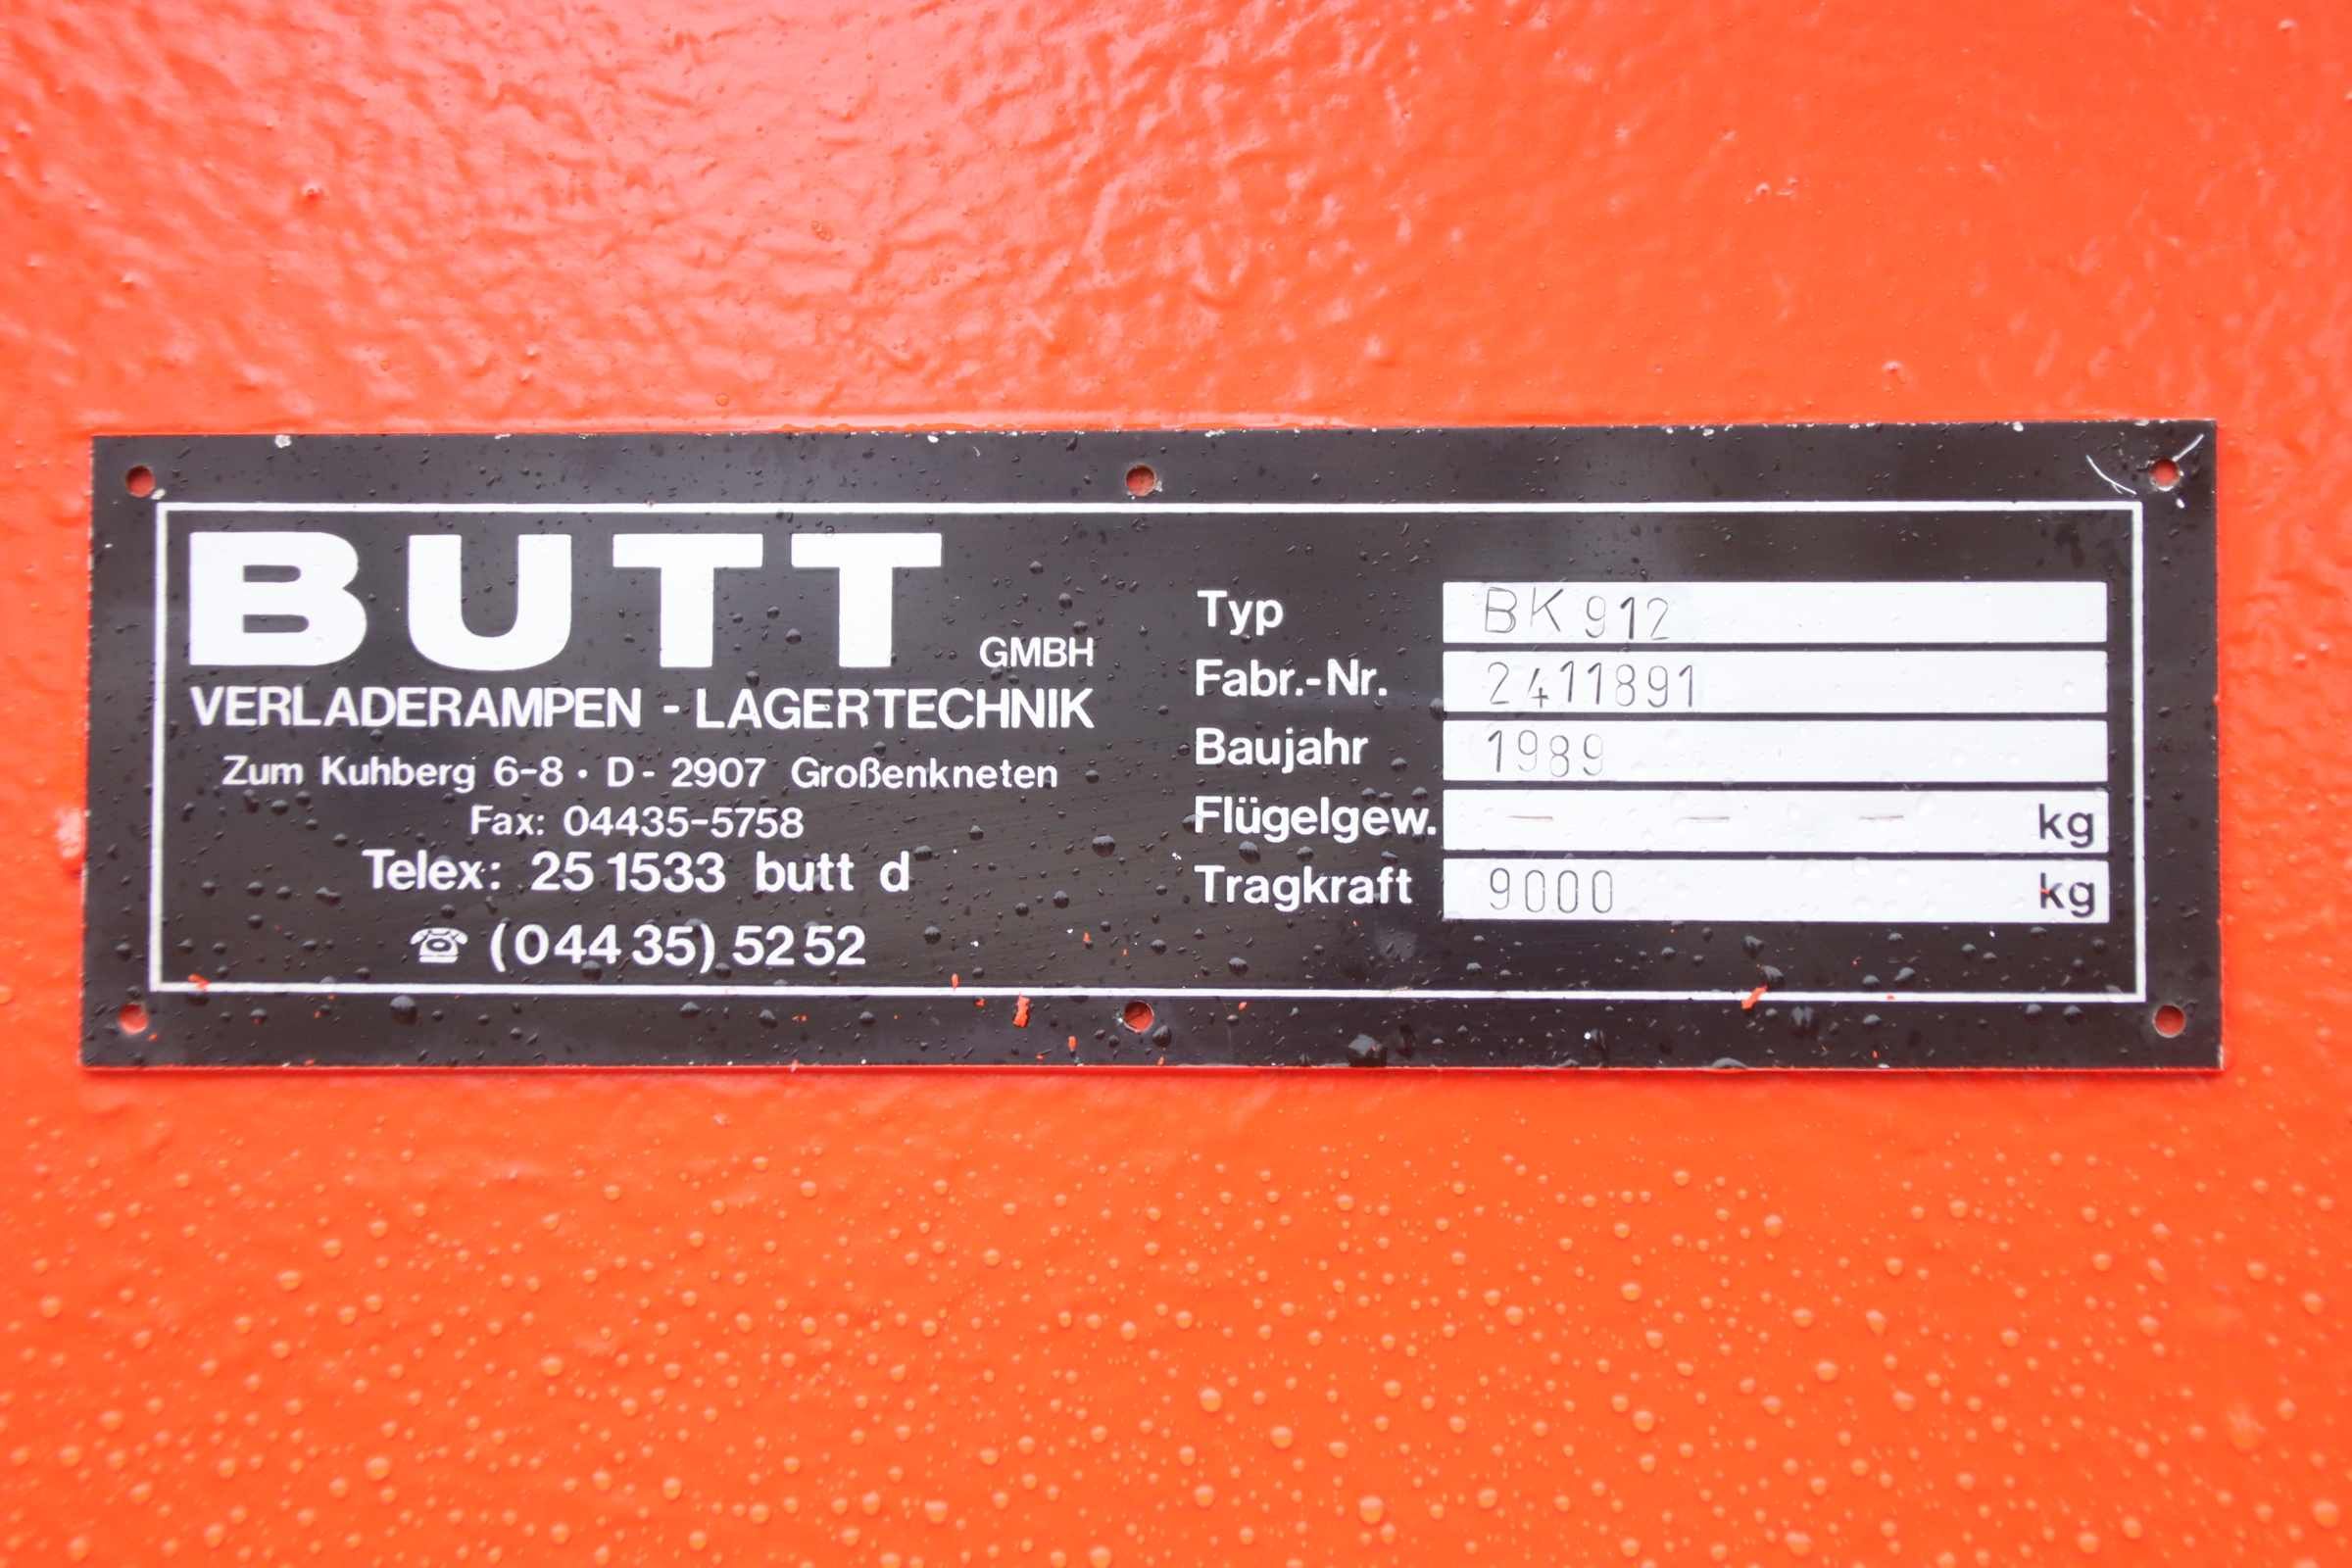 BUTT GMBH
VERLADERAMPEN - LAGERTECHNIK
Zum Kuhberg 6-8 • D- 2907 Großenkneten
Fax: 04435-5758
Telex: 25 1533 butt d
☎ (044 35) 52 52
Typ BK 912
Fabr.-Nr. 2411891
Baujahr 1989
Flügelgew. — — — kg
Tragkraft 9000 kg